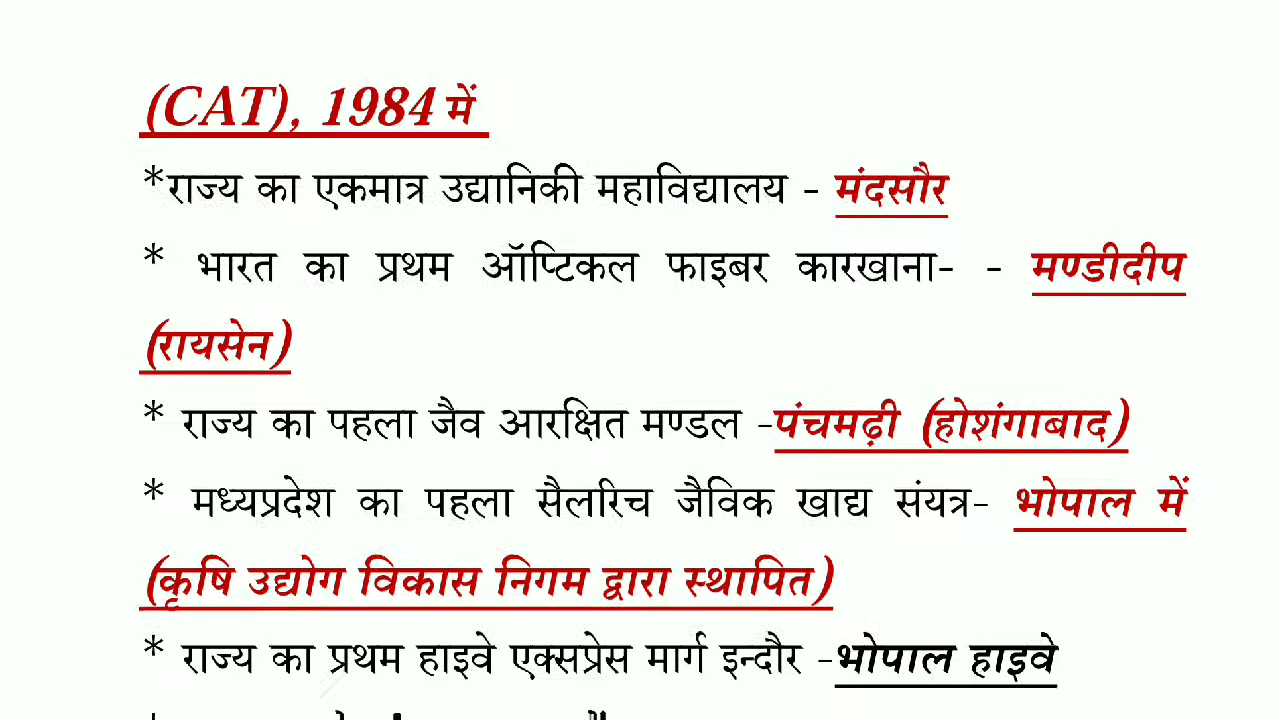 (CAT), 1984 में
*राज्य का एकमात्र उद्यानिकी महाविद्यालय - मंदसौर
* भारत का प्रथम ऑप्टिकल फाइबर कारखाना- - मण्डीदीप
(रायसेन)
* राज्य का पहला जैव आरक्षित मण्डल -पंचमढ़ी (होशंगाबाद)
* मध्यप्रदेश का पहला सैलरिच जैविक खाद्य संयत्र- भोपाल में
(कृषि उद्योग विकास निगम द्वारा स्थापित)
* राज्य का प्रथम हाइवे एक्सप्रेस मार्ग इन्दौर -भोपाल हाइवे